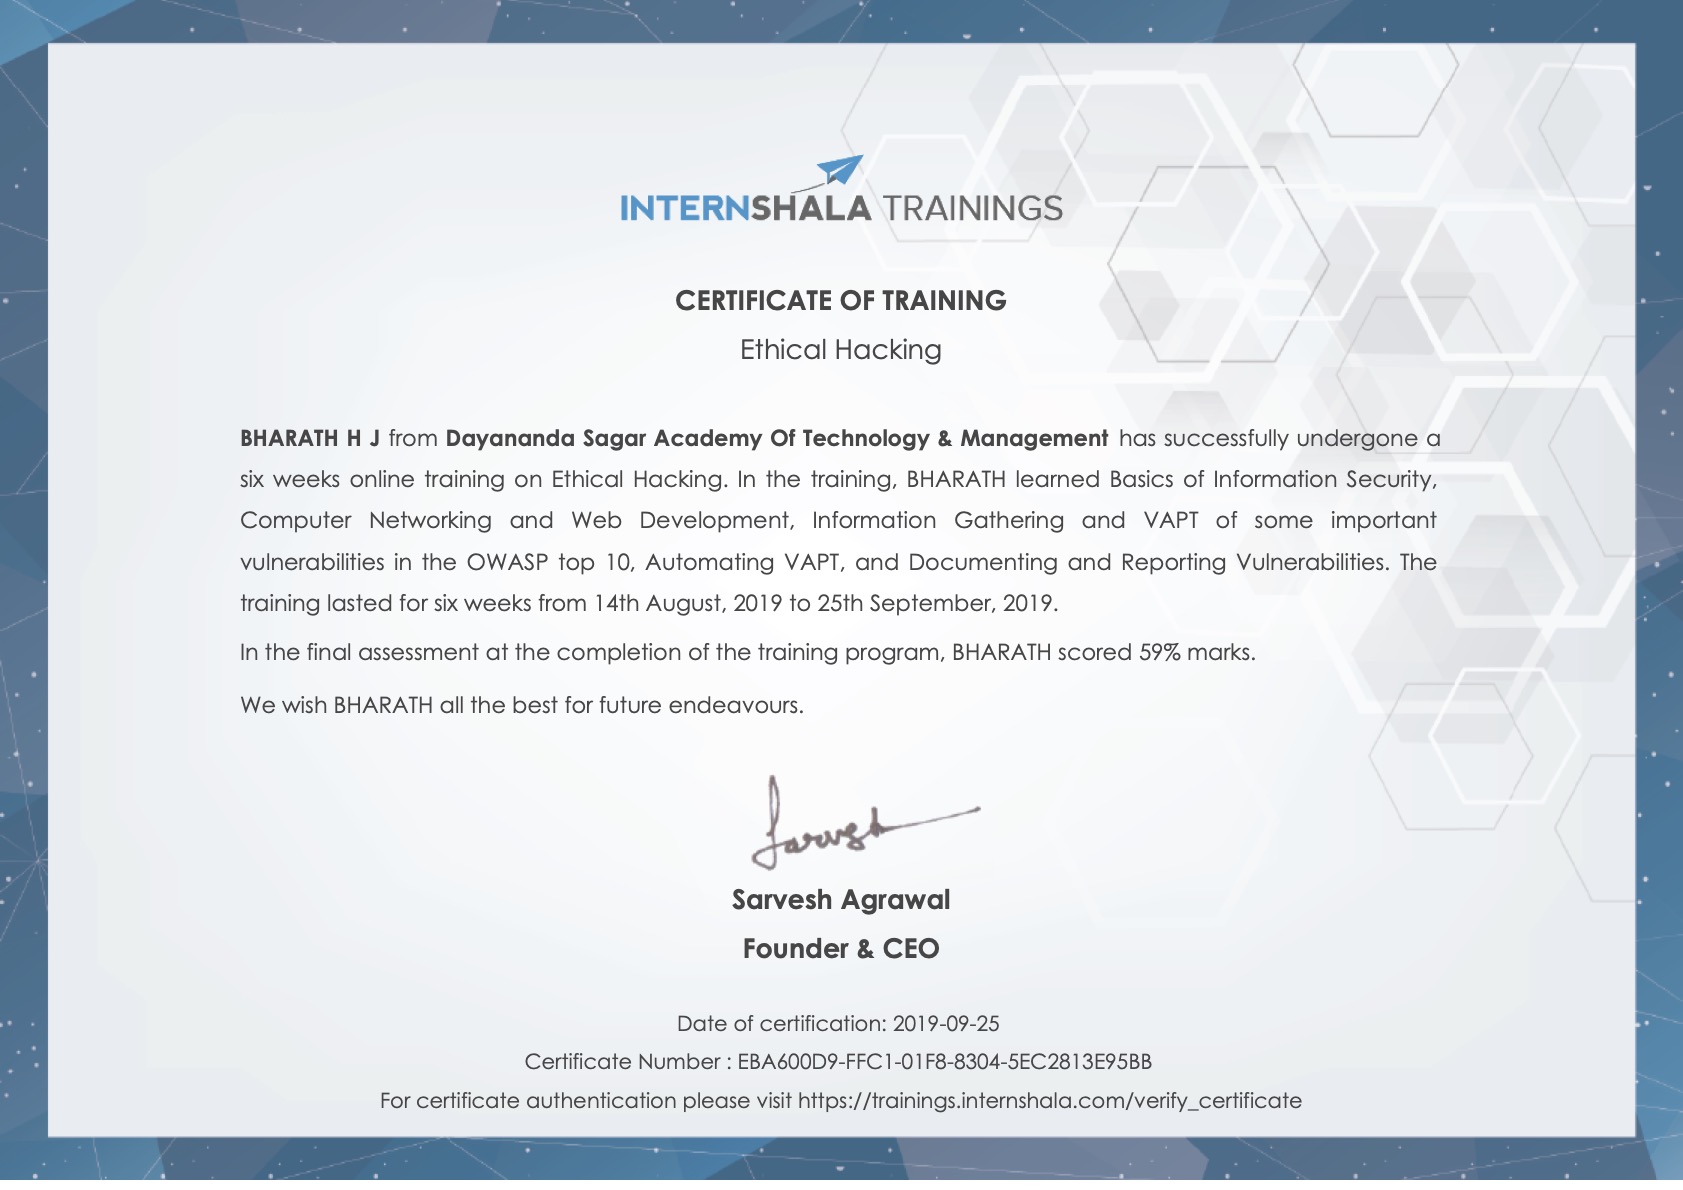 INTERNSHALA TRAININGS
CERTIFICATE OF TRAINING
Ethical Hacking
BHARATH H J from Dayananda Sagar Academy Of Technology & Management has successfully undergone a
six weeks online training on Ethical Hacking. In the training, BHARATH learned Basics of Information Security,
Computer Networking and Web Development, Information Gathering and VAPT of some important
vulnerabilities in the OWASP top 10, Automating VAPT, and Documenting and Reporting Vulnerabilities. The
training lasted for six weeks from 14th August, 2019 to 25th September, 2019.
In the final assessment at the completion of the training program, BHARATH scored 59% marks.
We wish BHARATH all the best for future endeavours.
Sarvesh
Sarvesh Agrawal
Founder & CEO
Date of certification: 2019-09-25
Certificate Number : EBA600D9-FFC1-01F8-8304-5EC2813E95BB
For certificate authentication please visit https://trainings.internshala.com/verify_certificate